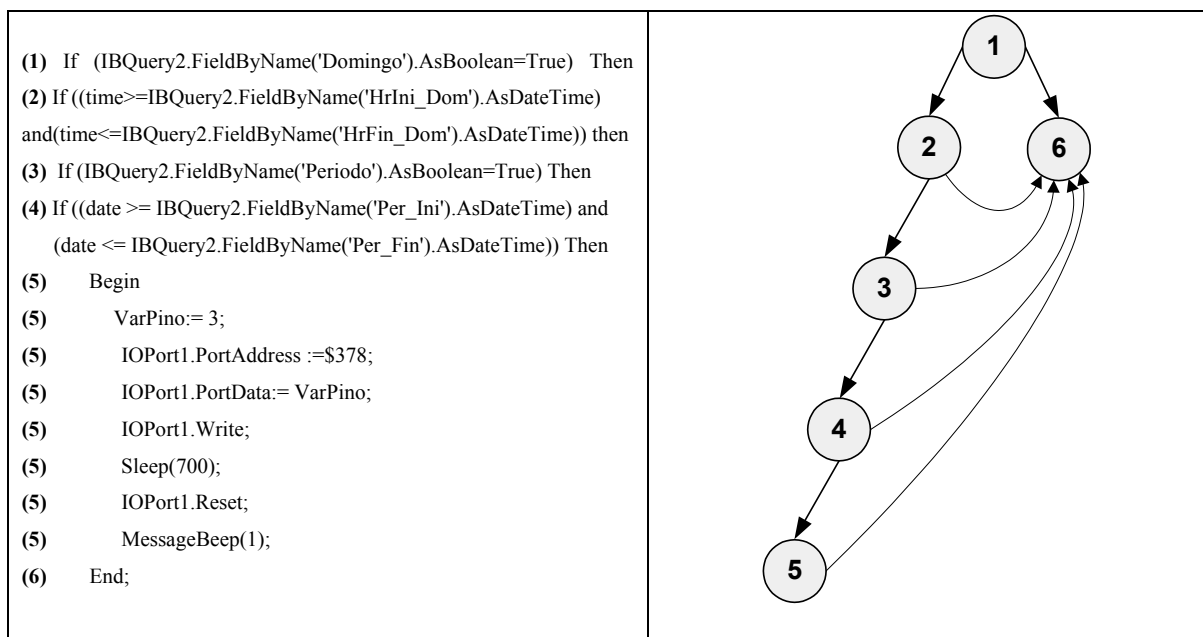 (1) If (IBQuery2.FieldByName('Domingo').AsBoolean=True) Then
(2) If ((time>=IBQuery2.FieldByName('HrIni_Dom').AsDateTime)
and(time<=IBQuery2.FieldByName('HrFin_Dom').AsDateTime)) then
(3) If (IBQuery2.FieldByName('Periodo').AsBoolean=True) Then
(4) If ((date >= IBQuery2.FieldByName('Per_Ini').AsDateTime) and
(date <= IBQuery2.FieldByName('Per_Fin').AsDateTime)) Then
(5) Begin
(5) VarPino:= 3;
(5) IOPort1.PortAddress :=$378;
(5) IOPort1.PortData:= VarPino;
(5) IOPort1.Write;
(5) Sleep(700);
(5) IOPort1.Reset;
(5) MessageBeep(1);
(6) End;
1
2
6
3
4
5